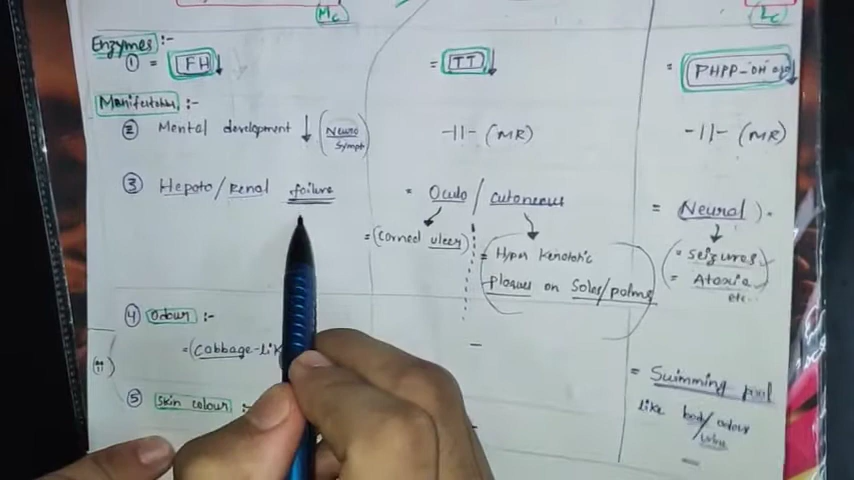 Mc
Lc
Enzymes :-
① = FH↓
= TT↓
= PHPP-OH
Manifestations :-
② Mental development ↓ (Neuro Sympt)
-11- (MR)
-11- (MR)
③ Hepato/Renal failure
= Oculo / cutaneous
= Neural
= (Corneal ulcer)
= Hyper Keratotic
plaques on Soles/palms
= Seizures
= Ataxia
etc..
④ Odour :-
= (Cabbage-lik
-
= Swimming pool
like body/odour
⑤ Skin colour :-
-